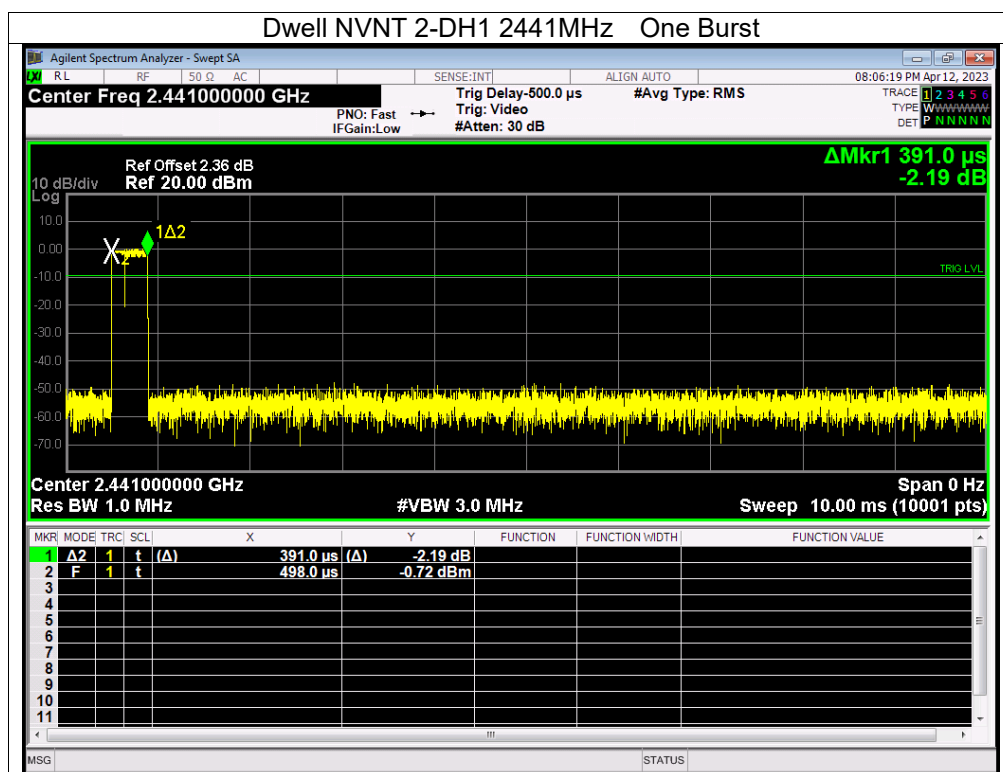 Dwell NVNT 2-DH1 2441MHz One Burst
Agilent Spectrum Analyzer - Swept SA
LXI RL RF 50 Ω AC SENSE:INT ALIGN AUTO 08:06:19 PM Apr 12, 2023
Center Freq 2.441000000 GHz
PNO: Fast
IFGain:Low
Trig Delay-500.0 µs
Trig: Video
#Atten: 30 dB
#Avg Type: RMS
TRACE 1 2 3 4 5 6
TYPE WWWWWW
DET P N N N N N
ΔMkr1 391.0 µs
-2.19 dB
Ref Offset 2.36 dB
10 dB/div Ref 20.00 dBm
Log
10.0
0.00
-10.0
-20.0
-30.0
-40.0
-50.0
-60.0
-70.0
1Δ2
2
TRIG LVL
Center 2.441000000 GHz Span 0 Hz
Res BW 1.0 MHz #VBW 3.0 MHz Sweep 10.00 ms (10001 pts)
MKR MODE TRC SCL X Y FUNCTION FUNCTION WIDTH FUNCTION VALUE
1 Δ2 1 t (Δ) 391.0 µs (Δ) -2.19 dB
2 F 1 t 498.0 µs -0.72 dBm
3
4
5
6
7
8
9
10
11
MSG STATUS